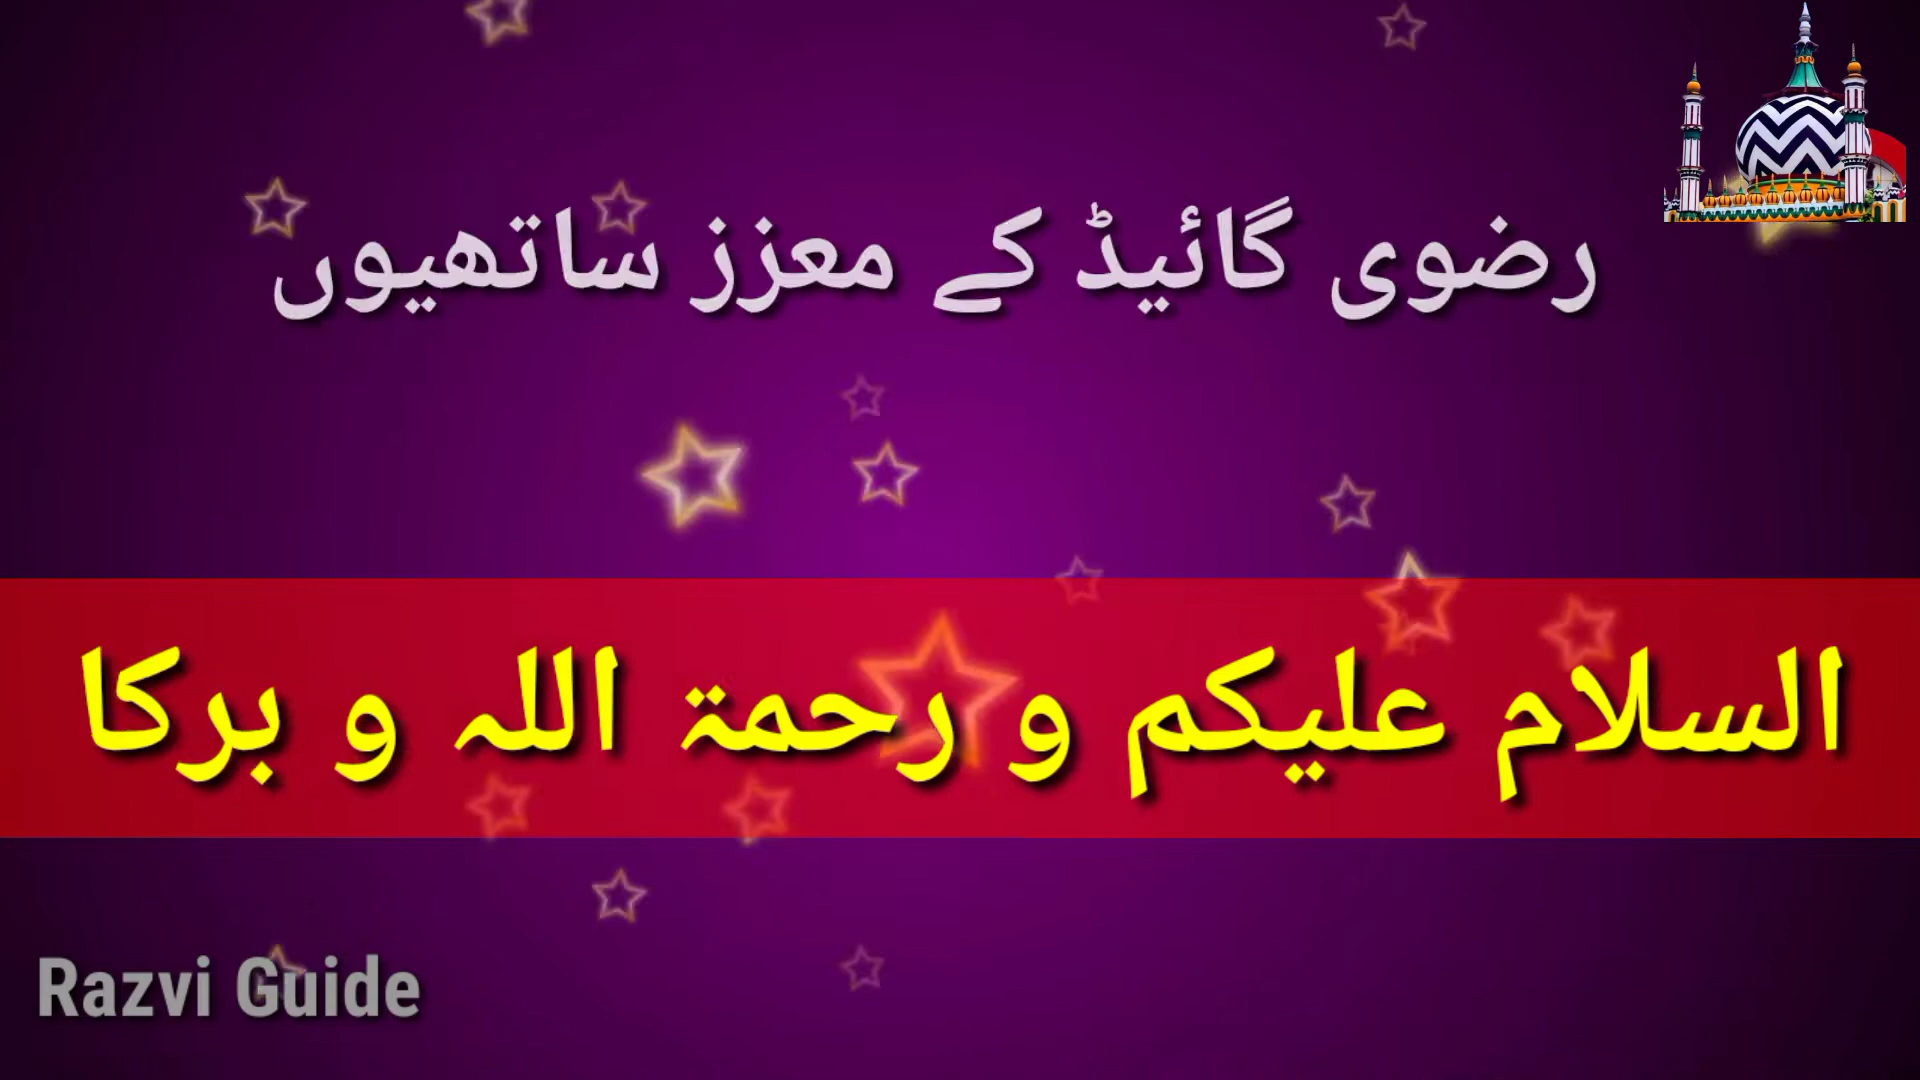 رضوی گائیڈ کے معزز ساتھیوں
السلام علیکم و رحمۃ اللہ و برکا
Razvi Guide